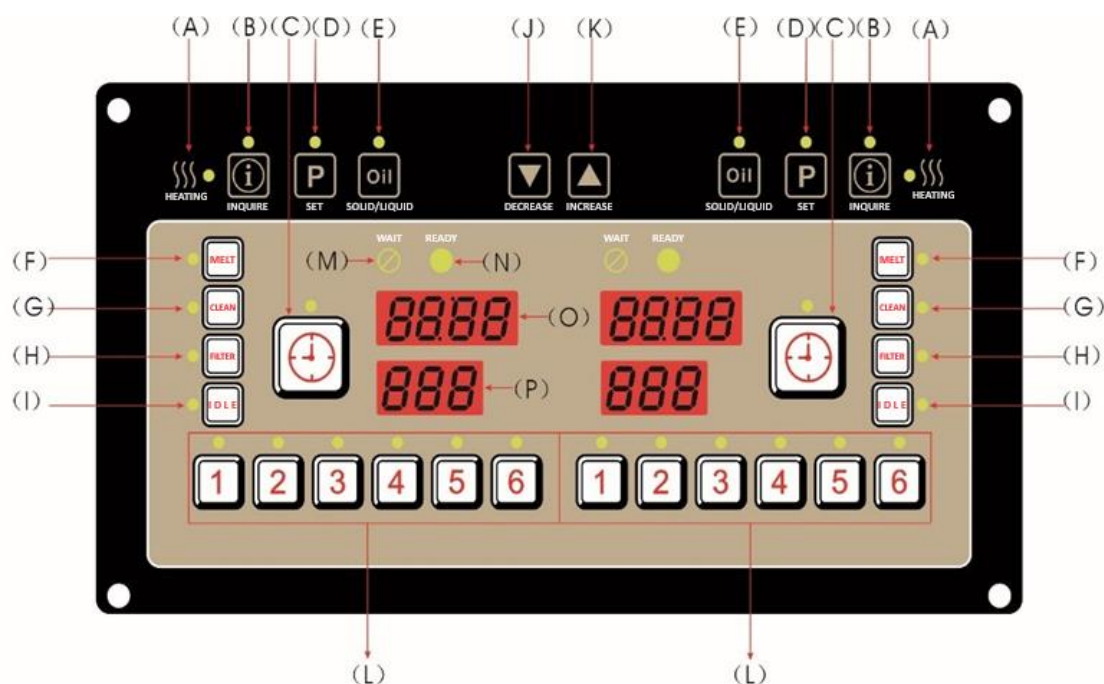 (A) (B) (C) (D) (E) (J) (K) (E) (D) (C) (B) (A)
P Oil Oil P
HEATING INQUIRE SET SOLID/LIQUID DECREASE INCREASE SOLID/LIQUID SET INQUIRE HEATING
WAIT READY WAIT READY
(M) (N)
(F) MELT MELT (F)
(G) CLEAN CLEAN (G)
88:88 (O) 88:88
(H) FILTER FILTER (H)
888 (P) 888
(I) IDLE IDLE (I)
1 2 3 4 5 6 1 2 3 4 5 6
(L) (L)